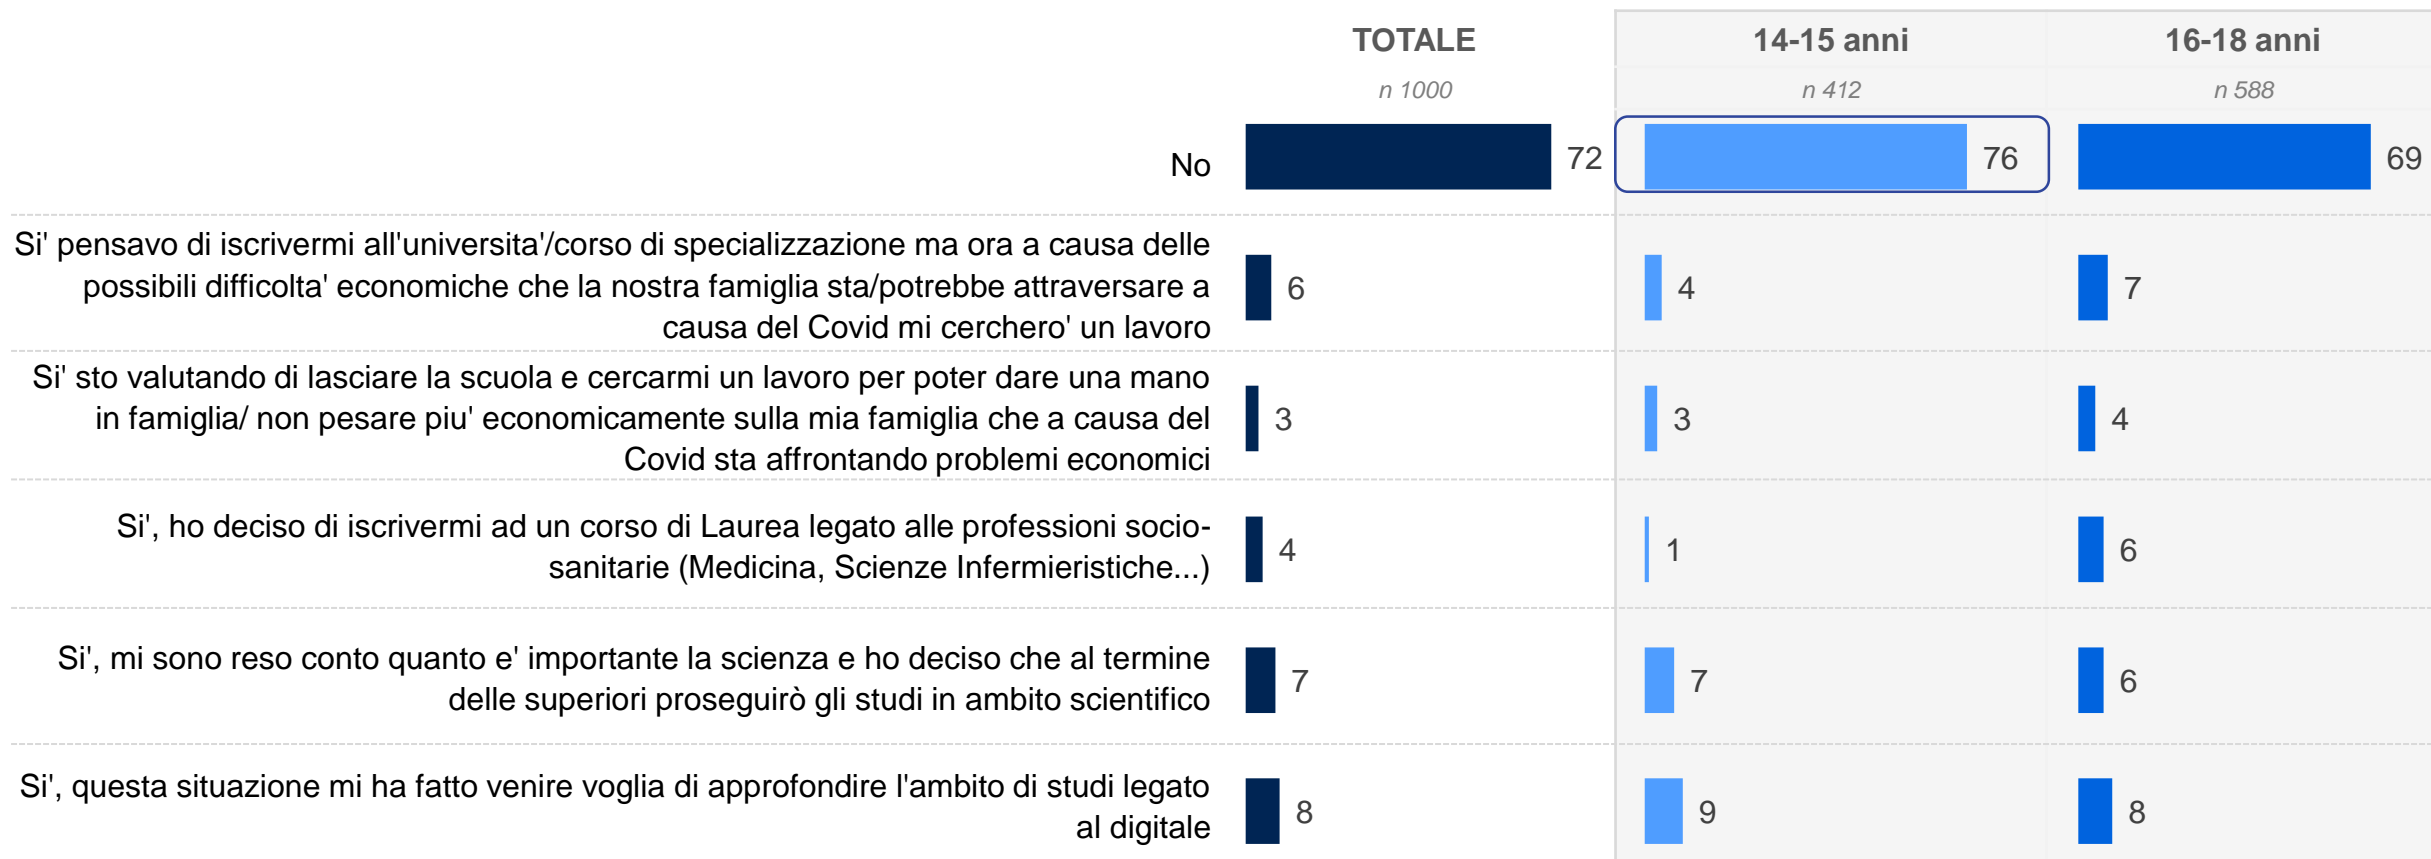 TOTALE 14-15 anni 16-18 anni
n 1000 n 412 n 588
No 72 76 69
Si' pensavo di iscrivermi all'universita'/corso di specializzazione ma ora a causa delle
possibili difficolta' economiche che la nostra famiglia sta/potrebbe attraversare a
causa del Covid mi cerchero' un lavoro
6 4 7
Si' sto valutando di lasciare la scuola e cercarmi un lavoro per poter dare una mano
in famiglia/ non pesare piu' economicamente sulla mia famiglia che a causa del
Covid sta affrontando problemi economici
3 3 4
Si', ho deciso di iscrivermi ad un corso di Laurea legato alle professioni socio-
sanitarie (Medicina, Scienze Infermieristiche...)
4 1 6
Si', mi sono reso conto quanto e' importante la scienza e ho deciso che al termine
delle superiori proseguirò gli studi in ambito scientifico
7 7 6
Si', questa situazione mi ha fatto venire voglia di approfondire l'ambito di studi legato
al digitale
8 9 8